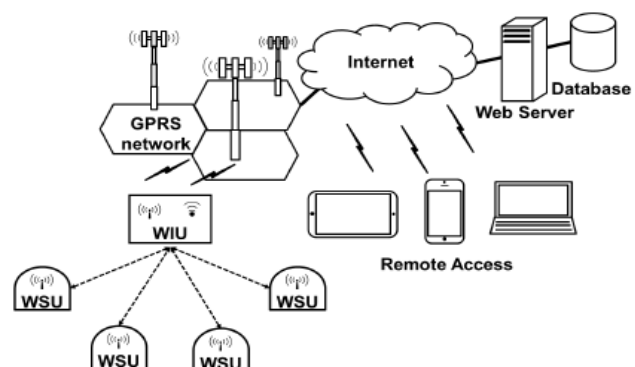 Internet
Database
Web Server
GPRS
network
WIU
Remote Access
WSU
WSU
WSU
WSU